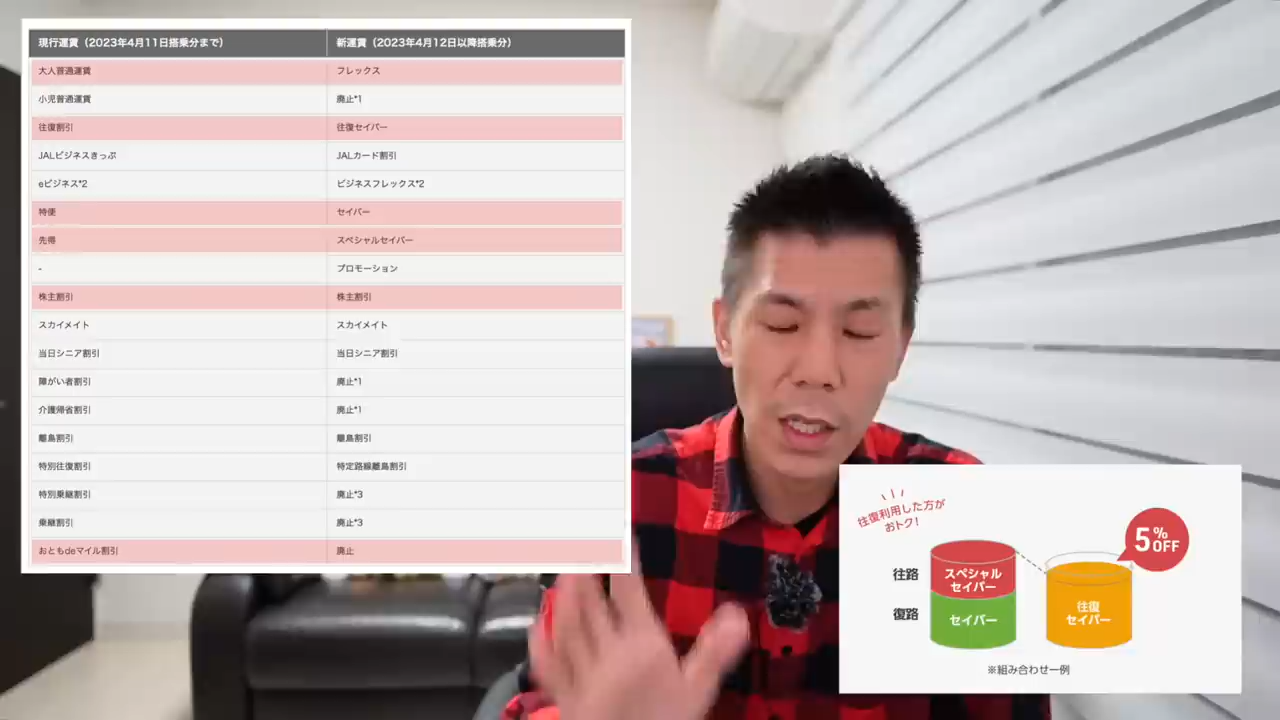 現行運賃（2023年4月11日搭乗分まで） 新運賃（2023年4月12日以降搭乗分）
大人普通運賃 フレックス
小児普通運賃 廃止*1
往復割引 往復セイバー
JALビジネスきっぷ JALカード割引
eビジネス*2 ビジネスフレックス*2
特便 セイバー
先得 スペシャルセイバー
- プロモーション
株主割引 株主割引
スカイメイト スカイメイト
当日シニア割引 当日シニア割引
障がい者割引 廃止*1
介護帰省割引 廃止*1
離島割引 離島割引
特別往復割引 特定路線離島割引
特別乗継割引 廃止*3
乗継割引 廃止*3
おともdeマイル割引 廃止
往復利用した方が
おトク！
5%
OFF
往路
スペシャル
セイバー
復路
セイバー
往復
セイバー
※組み合わせ一例